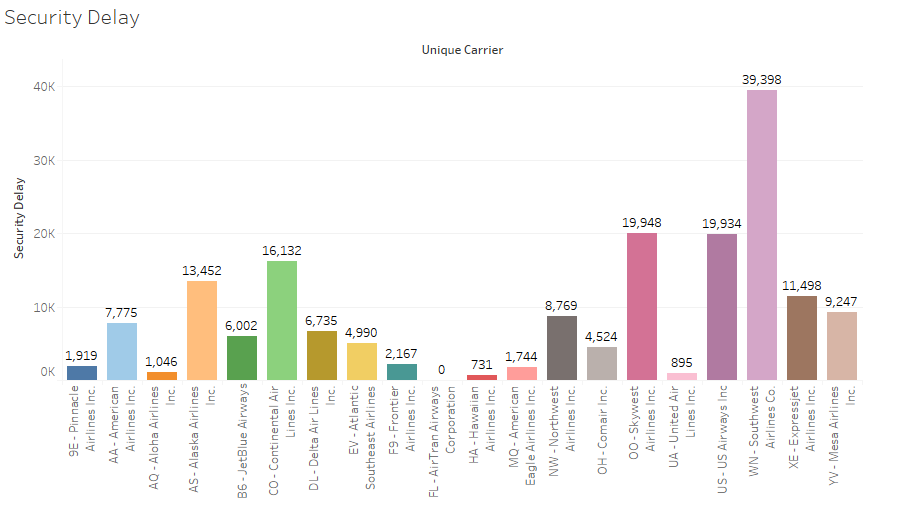 Security Delay
Unique Carrier
Security Delay
40K
30K
20K
10K
0K
1,919
7,775
1,046
13,452
6,002
16,132
6,735
4,990
2,167
0
731
1,744
8,769
4,524
19,948
895
19,934
39,398
11,498
9,247
9E - Pinnacle
Airlines Inc.
AA - American
Airlines Inc.
AQ - Aloha Airlines
Inc.
AS - Alaska Airlines
Inc.
B6 - JetBlue Airways
CO - Continental Air
Lines Inc.
DL - Delta Air Lines
Inc.
EV - Atlantic
Southeast Airlines
F9 - Frontier
Airlines Inc.
FL - AirTran Airways
Corporation
HA - Hawaiian
Airlines Inc.
MQ - American
Eagle Airlines Inc.
NW - Northwest
Airlines Inc.
OH - Comair Inc.
OO - Skywest
Airlines Inc.
UA - United Air
Lines Inc.
US - US Airways Inc
WN - Southwest
Airlines Co.
XE - Expressjet
Airlines Inc.
YV - Mesa Airlines
Inc.